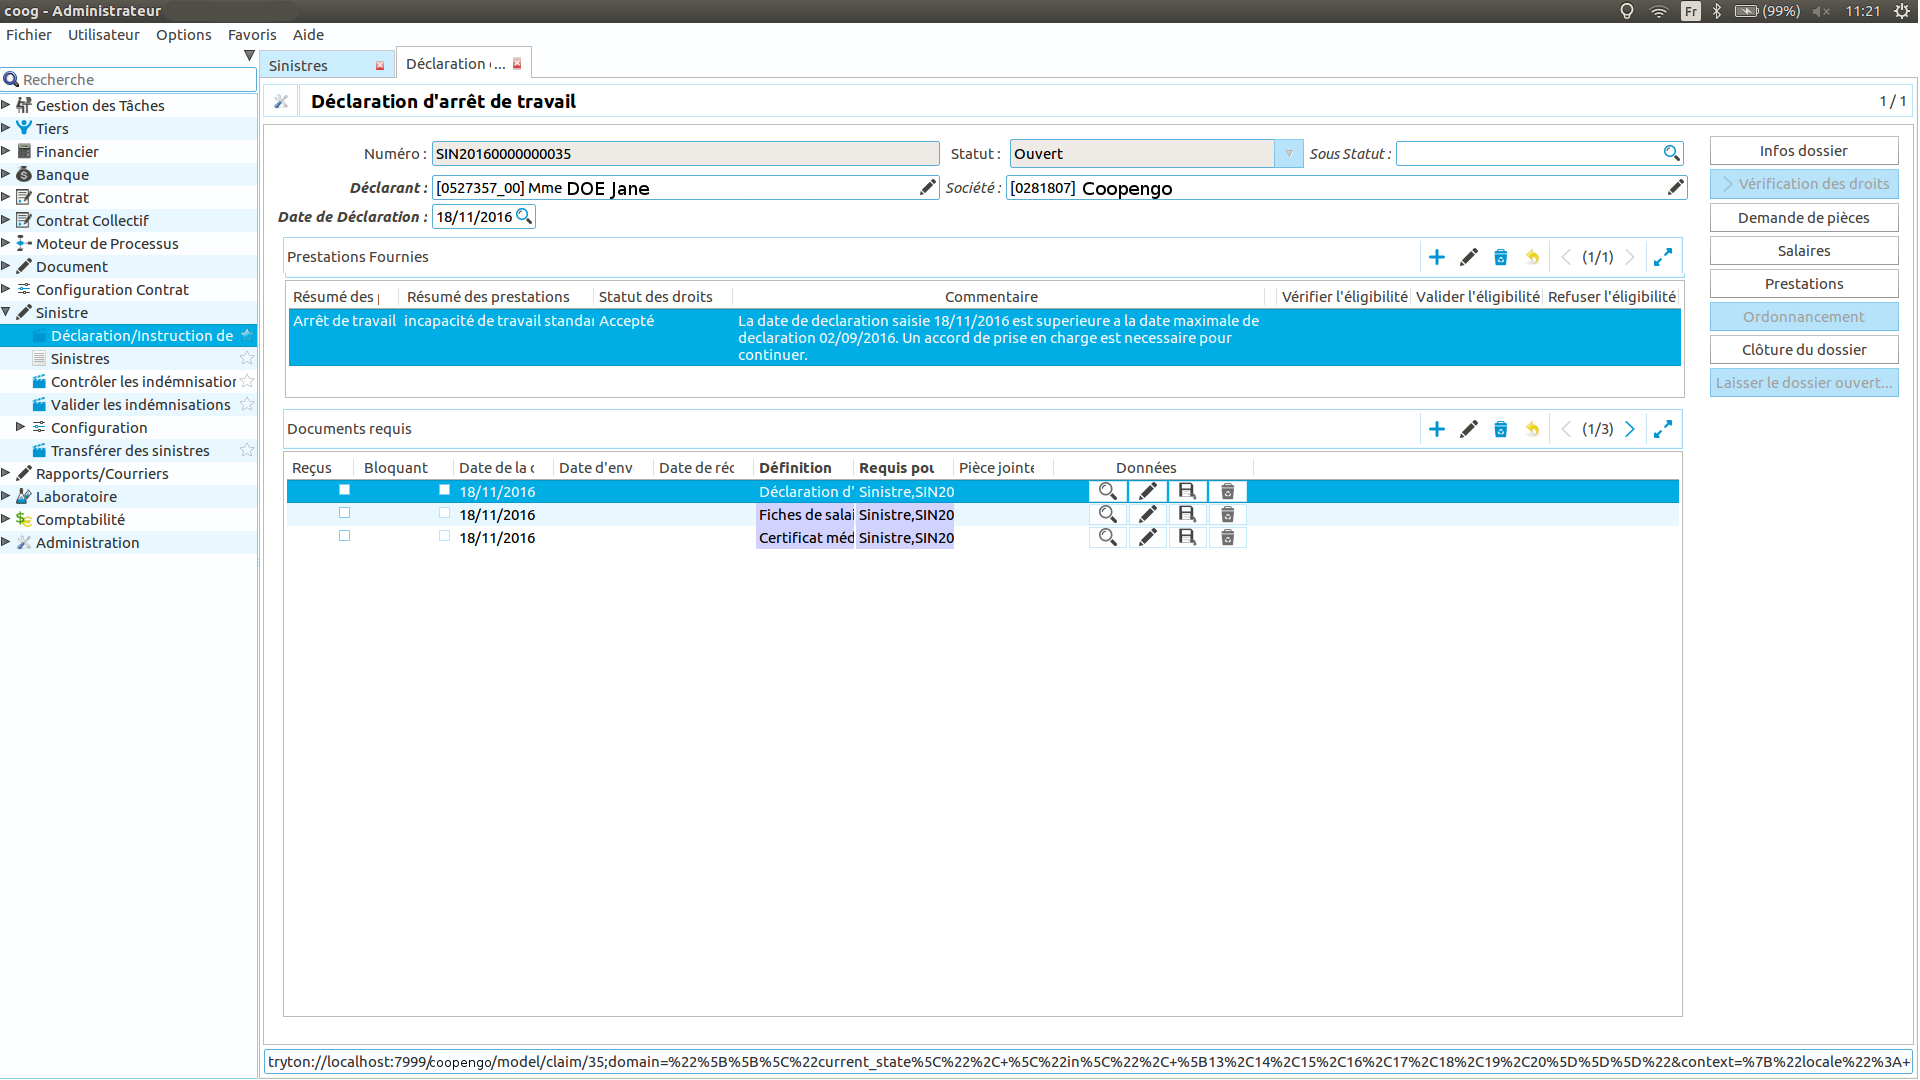 coog - Administrateur
Fr (99%) 11:21
Fichier Utilisateur Options Favoris Aide
Recherche
Gestion des Tâches
Tiers
Financier
Banque
Contrat
Contrat Collectif
Moteur de Processus
Document
Configuration Contrat
Sinistre
Déclaration/Instruction de
Sinistres
Contrôler les indémnisation
Valider les indémnisations
Configuration
Transférer des sinistres
Rapports/Courriers
Laboratoire
Comptabilité
Administration
Sinistres Déclaration ...
Déclaration d'arrêt de travail 1 / 1
Numéro : SIN20160000000035 Statut : Ouvert Sous Statut :
Déclarant : [0527357_00] Mme DOE Jane Société : [0281807] Coopengo
Date de Déclaration : 18/11/2016
Prestations Fournies (1/1)
Résumé des Résumé des prestations Statut des droits Commentaire Vérifier l'éligibilité Valider l'éligibilité Refuser l'éligibilité
Arrêt de travail incapacité de travail standa Accepté La date de declaration saisie 18/11/2016 est superieure a la date maximale de
declaration 02/09/2016. Un accord de prise en charge est necessaire pour
continuer.
Documents requis (1/3)
Reçus Bloquant Date de la d Date d'env Date de réc Définition Requis pou Pièce jointe Données
18/11/2016 Déclaration d' Sinistre,SIN20
18/11/2016 Fiches de salai Sinistre,SIN20
18/11/2016 Certificat méd Sinistre,SIN20
Infos dossier
Vérification des droits
Demande de pièces
Salaires
Prestations
Ordonnancement
Clôture du dossier
Laisser le dossier ouvert...
tryton://localhost:7999/coopengo/model/claim/35;domain=%22%5B%5B%5C%22current_state%5C%22%2C+%5C%22in%5C%22%2C+%5B13%2C14%2C15%2C16%2C17%2C18%2C19%2C20%5D%5D%5D%22&context=%7B%22locale%22%3A+